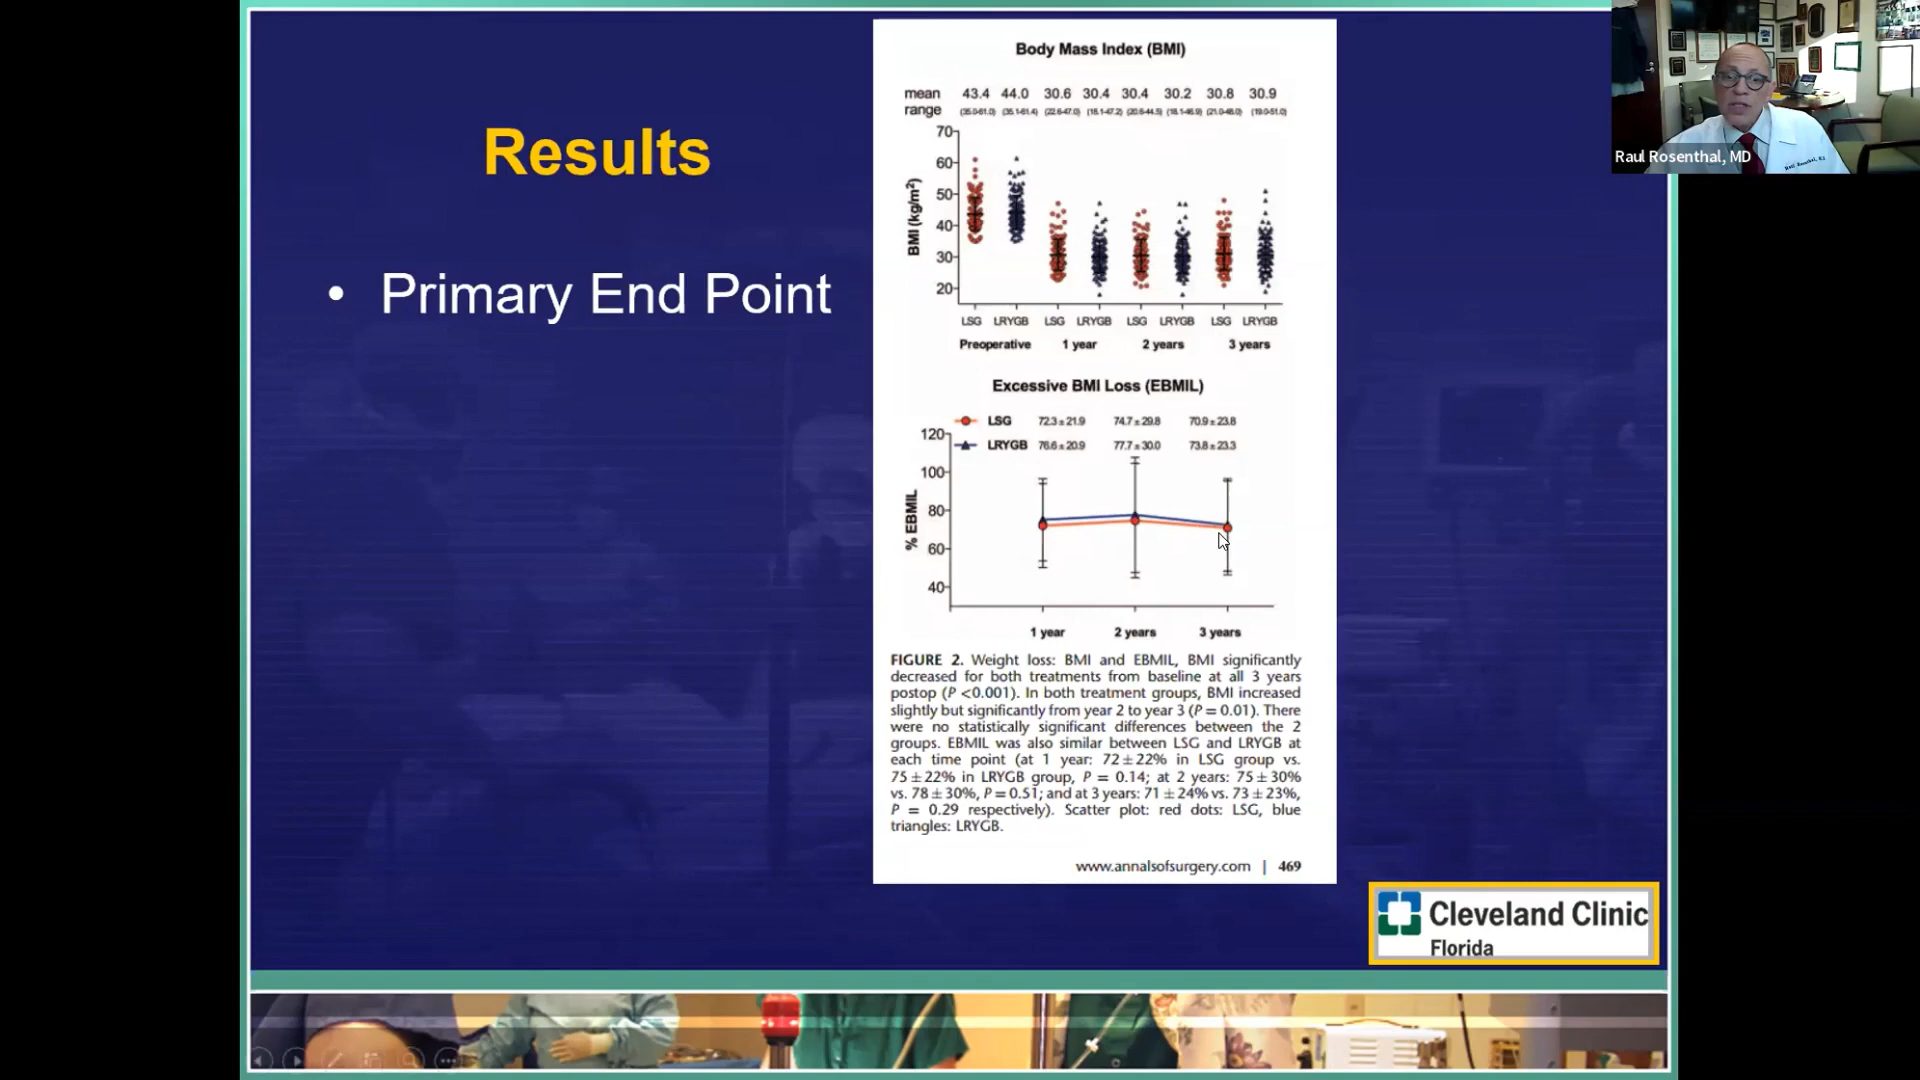 Results
• Primary End Point
Body Mass Index (BMI)
mean 43.4 44.0 30.6 30.4 30.4 30.2 30.8 30.9
range (35.0-61.0) (35.1-61.4) (22.6-47.0) (18.1-47.2) (20.6-44.5) (18.1-46.9) (21.0-48.0) (19.0-51.0)
70
60
50
40
30
20
BMI (kg/m²)
LSG LRYGB LSG LRYGB LSG LRYGB LSG LRYGB
Preoperative 1 year 2 years 3 years
Excessive BMI Loss (EBMIL)
LSG 72.3±21.9 74.7±29.8 70.9±23.8
LRYGB 76.6±20.9 77.7±30.0 73.8±23.3
120
100
80
60
40
% EBMIL
1 year 2 years 3 years
FIGURE 2. Weight loss: BMI and EBMIL, BMI significantly
decreased for both treatments from baseline at all 3 years
postop (P <0.001). In both treatment groups, BMI increased
slightly but significantly from year 2 to year 3 (P = 0.01). There
were no statistically significant differences between the 2
groups. EBMIL was also similar between LSG and LRYGB at
each time point (at 1 year: 72±22% in LSG group vs.
75±22% in LRYGB group, P = 0.14; at 2 years: 75±30%
vs. 78±30%, P=0.51; and at 3 years: 71±24% vs. 73±23%,
P = 0.29 respectively). Scatter plot: red dots: LSG, blue
triangles: LRYGB.
www.annalsofsurgery.com | 469
Raul Rosenthal, MD
Cleveland Clinic
Florida